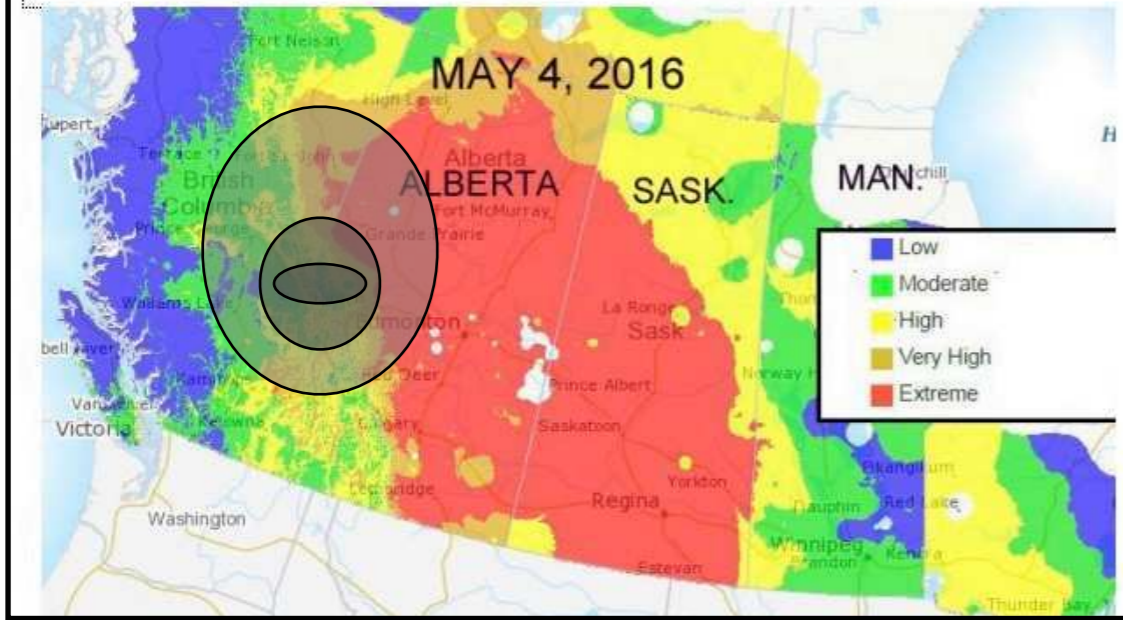 Fort Nelson
MAY 4, 2016
High Level
Rupert
Terrace
Alberta
British
Columbia
ALBERTA
SASK.
MAN.
Fort McMurray
Prince George
Grande Prairie
H
Low
Moderate
High
Very High
Extreme
Williams Lake
La Ronge
Edmonton
Sask
Red Deer
Norway H
Kamloops
Prince Albert
Victoria
Kelowna
Calgary
Saskatoon
Lethbridge
Yorkton
Pikangikum
Regina
Dauphin
Red Lake
Washington
Winnipeg
Brandon
Kenora
Estevan
Thunder Bay